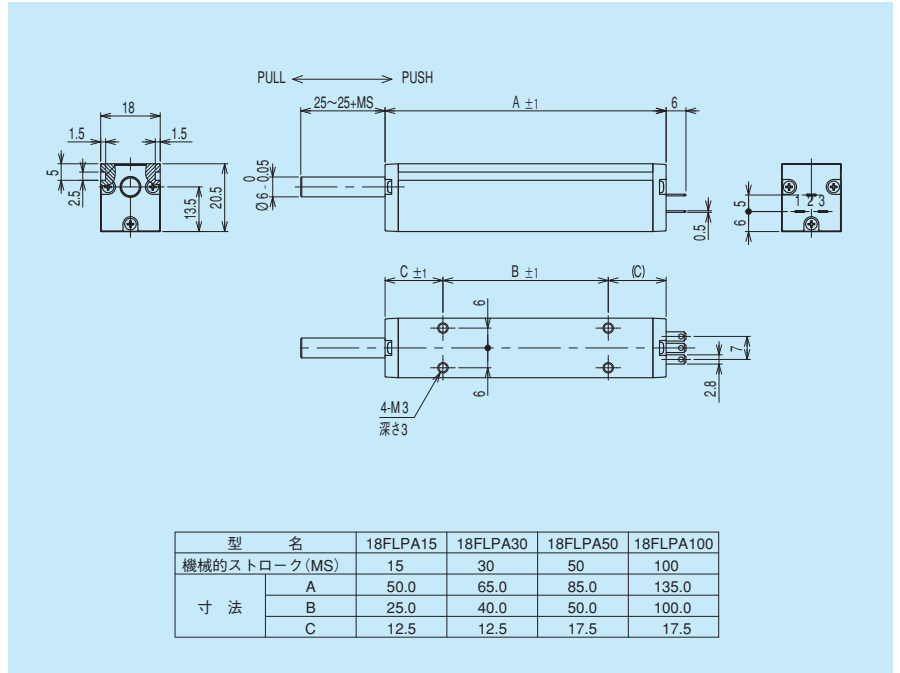 PULL PUSH
25~25+MS
A ±1
6
18
1.5
1.5
5
2.5
13.5
20.5
0
Ø 6 - 0.05
0.5
5
6
1 2 3
C ±1
B ±1
(C)
6
6
7
2.8
4-M3
深さ3
型 名 18FLPA15 18FLPA30 18FLPA50 18FLPA100
機械的ストローク(MS) 15 30 50 100
寸 法 A 50.0 65.0 85.0 135.0
B 25.0 40.0 50.0 100.0
C 12.5 12.5 17.5 17.5